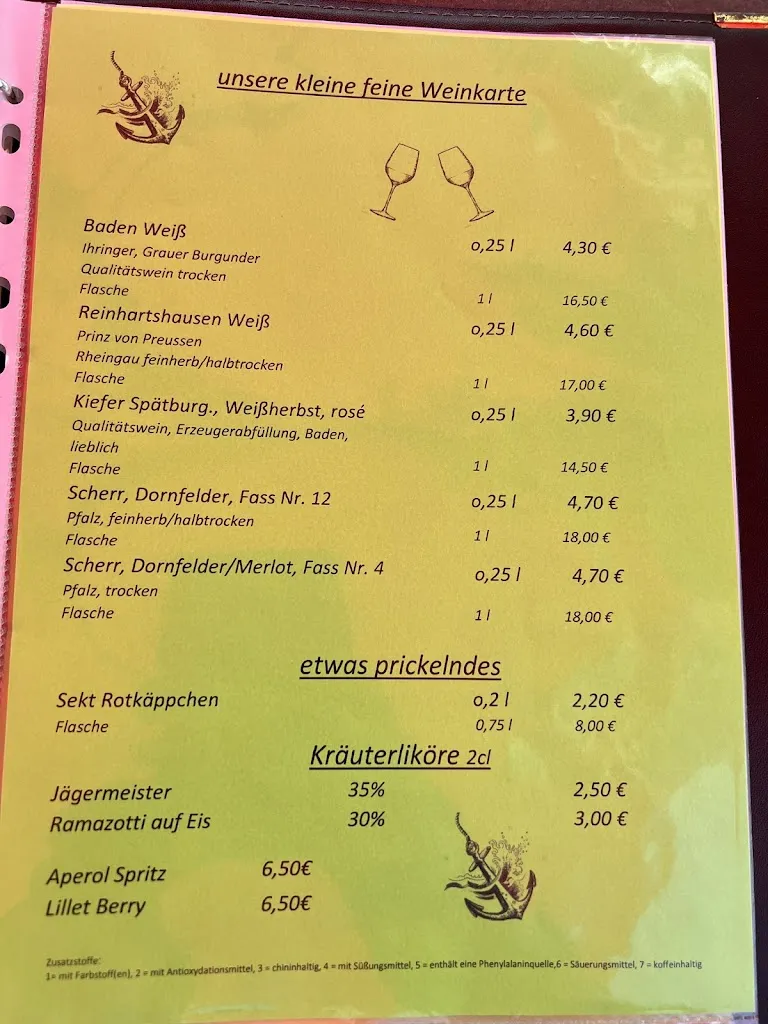 unsere kleine feine Weinkarte
Baden Weiß o,25 l 4,30 €
Ihringer, Grauer Burgunder
Qualitätswein trocken
Flasche 1 l 16,50 €
Reinhartshausen Weiß o,25 l 4,60 €
Prinz von Preussen
Rheingau feinherb/halbtrocken
Flasche 1 l 17,00 €
Kiefer Spätburg., Weißherbst, rosé o,25 l 3,90 €
Qualitätswein, Erzeugerabfüllung, Baden,
lieblich
Flasche 1 l 14,50 €
Scherr, Dornfelder, Fass Nr. 12 o,25 l 4,70 €
Pfalz, feinherb/halbtrocken
Flasche 1 l 18,00 €
Scherr, Dornfelder/Merlot, Fass Nr. 4 o,25 l 4,70 €
Pfalz, trocken
Flasche 1 l 18,00 €
etwas prickelndes
Sekt Rotkäppchen o,2 l 2,20 €
Flasche 0,75 l 8,00 €
Kräuterliköre 2cl
Jägermeister 35% 2,50 €
Ramazotti auf Eis 30% 3,00 €
Aperol Spritz 6,50€
Lillet Berry 6,50€
Zusatzstoffe:
1= mit Farbstoff(en), 2 = mit Antioxydationsmittel, 3 = chininhaltig, 4 = mit Süßungsmittel, 5 = enthält eine Phenylalaninquelle,6 = Säuerungsmittel, 7 = koffeinhaltig